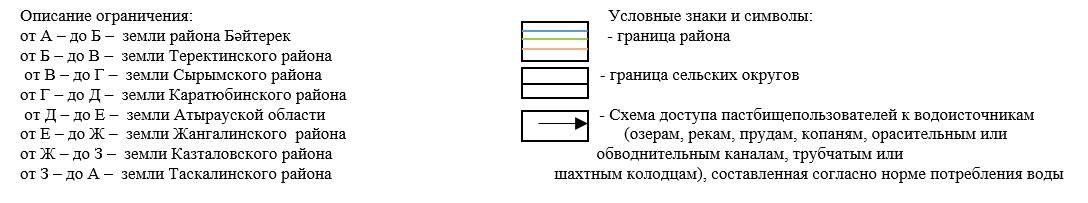 Описание ограничения:
от А – до Б – земли района Бәйтерек
от Б – до В – земли Теректинского района
от В – до Г – земли Сырымского района
от Г – до Д – земли Каратюбинского района
от Д – до Е – земли Атырауской области
от Е – до Ж – земли Жангалинского района
от Ж – до З – земли Казталовского района
от З – до А – земли Таскалинского района
Условные знаки и символы:
- граница района
- граница сельских округов
- Схема доступа пастбищепользователей к водоисточникам
(озерам, рекам, прудам, копаням, орасительным или
обводнительным каналам, трубчатым или
шахтным колодцам), составленная согласно норме потребления воды